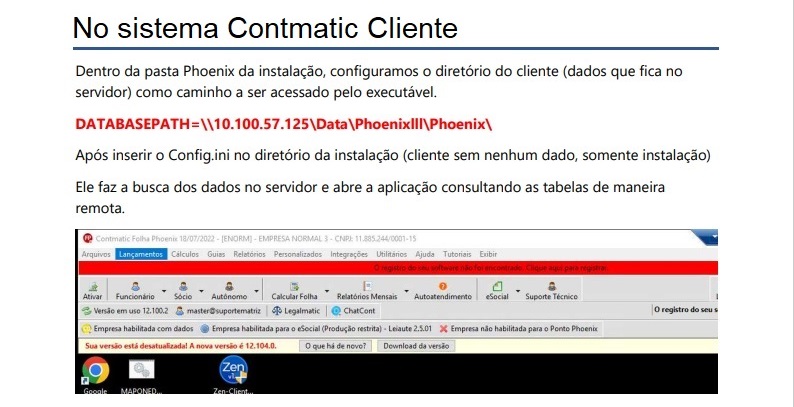 No sistema Contmatic Cliente
Dentro da pasta Phoenix da instalação, configuramos o diretório do cliente (dados que fica no
servidor) como caminho a ser acessado pelo executável.
DATABASEPATH=\\10.100.57.125\Data\Phoenixlll\Phoenix\
Após inserir o Config.ini no diretório da instalação (cliente sem nenhum dado, somente instalação)
Ele faz a busca dos dados no servidor e abre a aplicação consultando as tabelas de maneira
remota.
Contmatic Folha Phoenix 18/07/2022 - [ENORM] - EMPRESA NORMAL 3 - CNPJ: 11.885.244/0001-15
Arquivos Lançamentos Cálculos Guias Relatórios Personalizados Integrações Utilitários Ajuda Tutoriais Exibir
O registro do seu software não foi encontrado. Clique aqui para registrar.
Ativar Funcionário Sócio Autônomo Calcular Folha Relatórios Mensais Autoatendimento eSocial Suporte Técnico
Versão em uso 12.100.2 master@suportematriz Legalmatic ChatCont O registro do seu s
Empresa habilitada com dados Empresa habilitada para o eSocial (Produção restrita) - Leiaute 2.5.01 Empresa não habilitada para o Ponto Phoenix
Sua versão está desatualizada! A nova versão é 12.104.0. O que há de novo? Download da versão
Zen
Google MAPONED... Zen-Client...